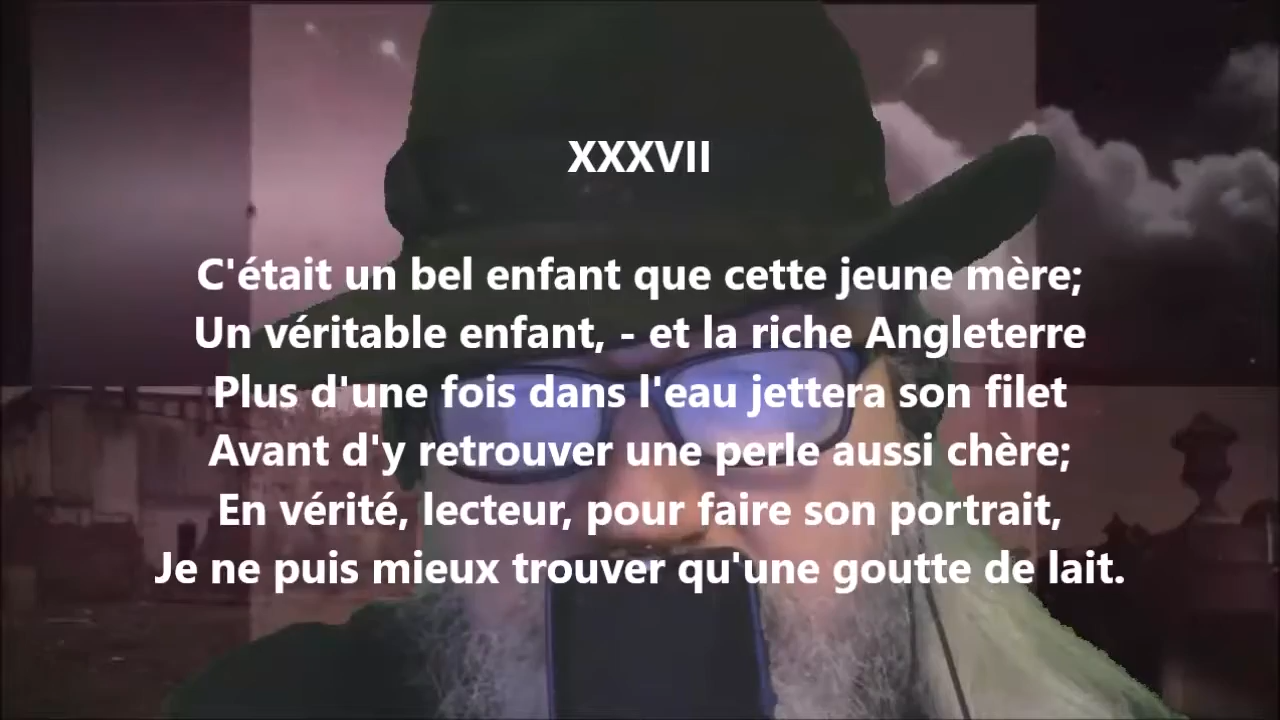 XXXVII
C'était un bel enfant que cette jeune mère;
Un véritable enfant, - et la riche Angleterre
Plus d'une fois dans l'eau jettera son filet
Avant d'y retrouver une perle aussi chère;
En vérité, lecteur, pour faire son portrait,
Je ne puis mieux trouver qu'une goutte de lait.